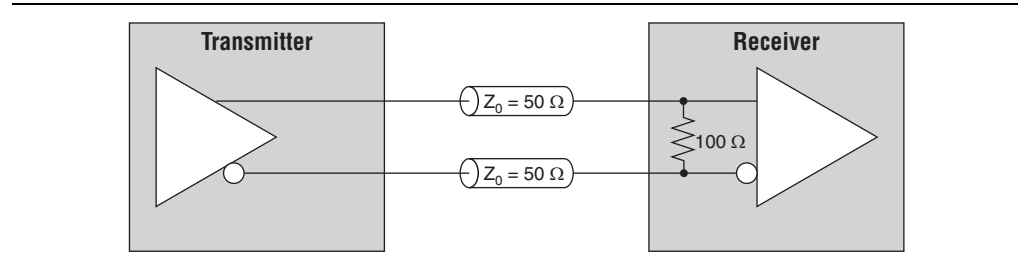 Transmitter
Receiver
Z₀ = 50 Ω
100 Ω
Z₀ = 50 Ω